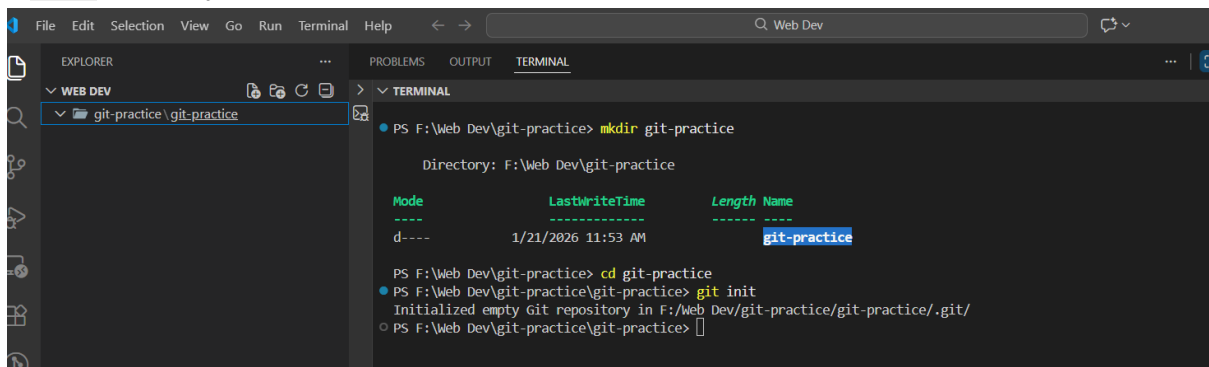 File Edit Selection View Go Run Terminal Help Web Dev
EXPLORER
PROBLEMS OUTPUT TERMINAL
WEB DEV
TERMINAL
git-practice\git-practice
PS F:\Web Dev\git-practice> mkdir git-practice
Directory: F:\Web Dev\git-practice
Mode LastWriteTime Length Name
---- ------------- ------ ----
d---- 1/21/2026 11:53 AM git-practice
PS F:\Web Dev\git-practice> cd git-practice
PS F:\Web Dev\git-practice\git-practice> git init
Initialized empty Git repository in F:/Web Dev/git-practice/git-practice/.git/
PS F:\Web Dev\git-practice\git-practice>